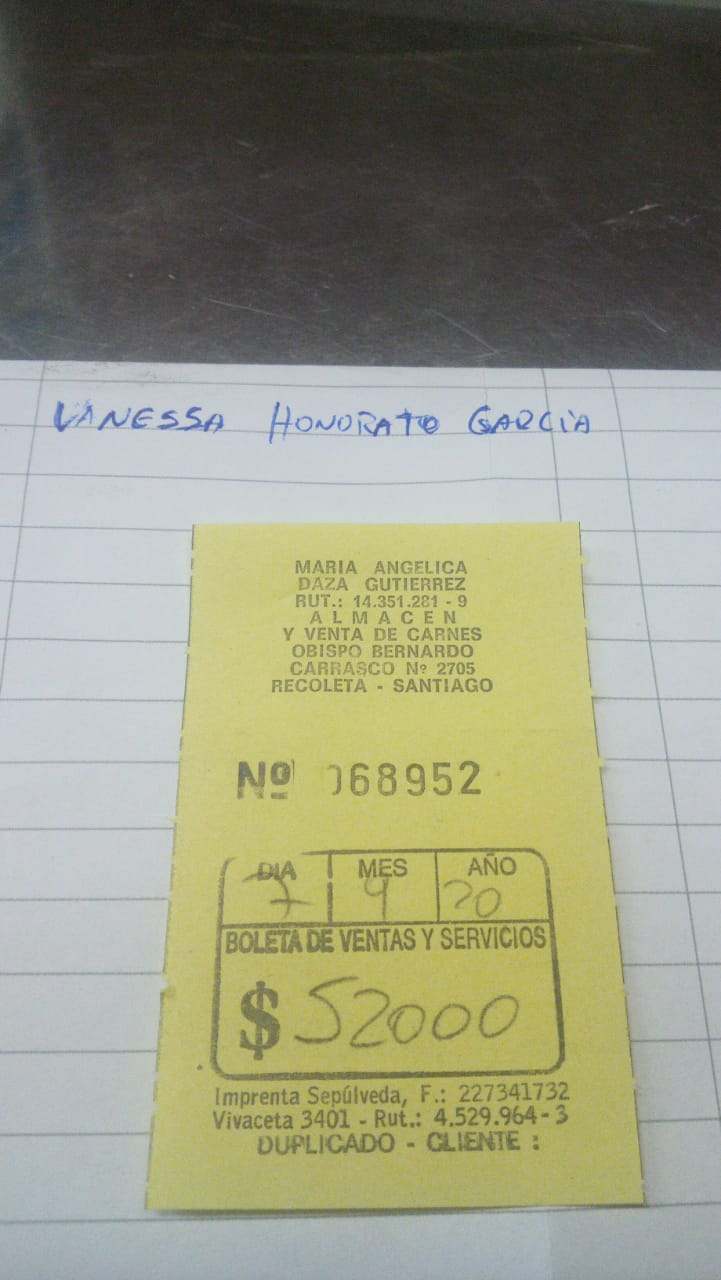 VANESSA HONORATO GARCIA
MARIA ANGELICA
DAZA GUTIERREZ
RUT.: 14.351.281 - 9
ALMACEN
Y VENTA DE CARNES
OBISPO BERNARDO
CARRASCO Nº 2705
RECOLETA - SANTIAGO
Nº 068952
DIA MES AÑO
7 9 20
BOLETA DE VENTAS Y SERVICIOS
$ 52000
Imprenta Sepúlveda, F.: 227341732
Vivaceta 3401 - Rut.: 4.529.964-3
DUPLICADO - CLIENTE :